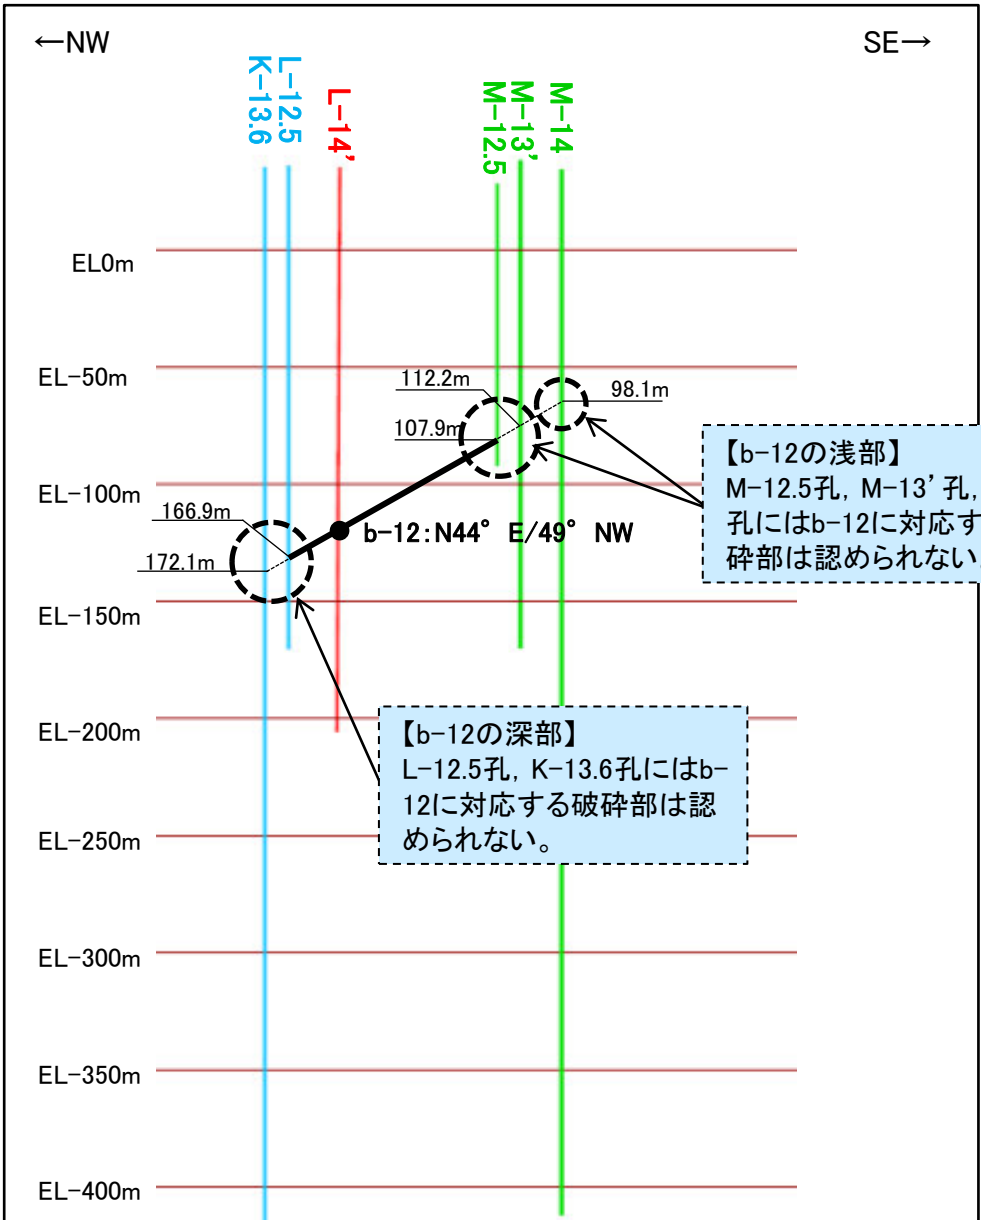 ←NW
SE→
K-13.6
L-12.5
L-14’
M-12.5
M-13’
M-14
EL0m
EL-50m
112.2m
98.1m
107.9m
【b-12の浅部】
M-12.5孔，M-13’孔，
孔にはb-12に対応す
砕部は認められない
EL-100m
166.9m
b-12：N44° E/49° NW
172.1m
EL-150m
EL-200m
【b-12の深部】
L-12.5孔，K-13.6孔にはb-
12に対応する破砕部は認
められない。
EL-250m
EL-300m
EL-350m
EL-400m